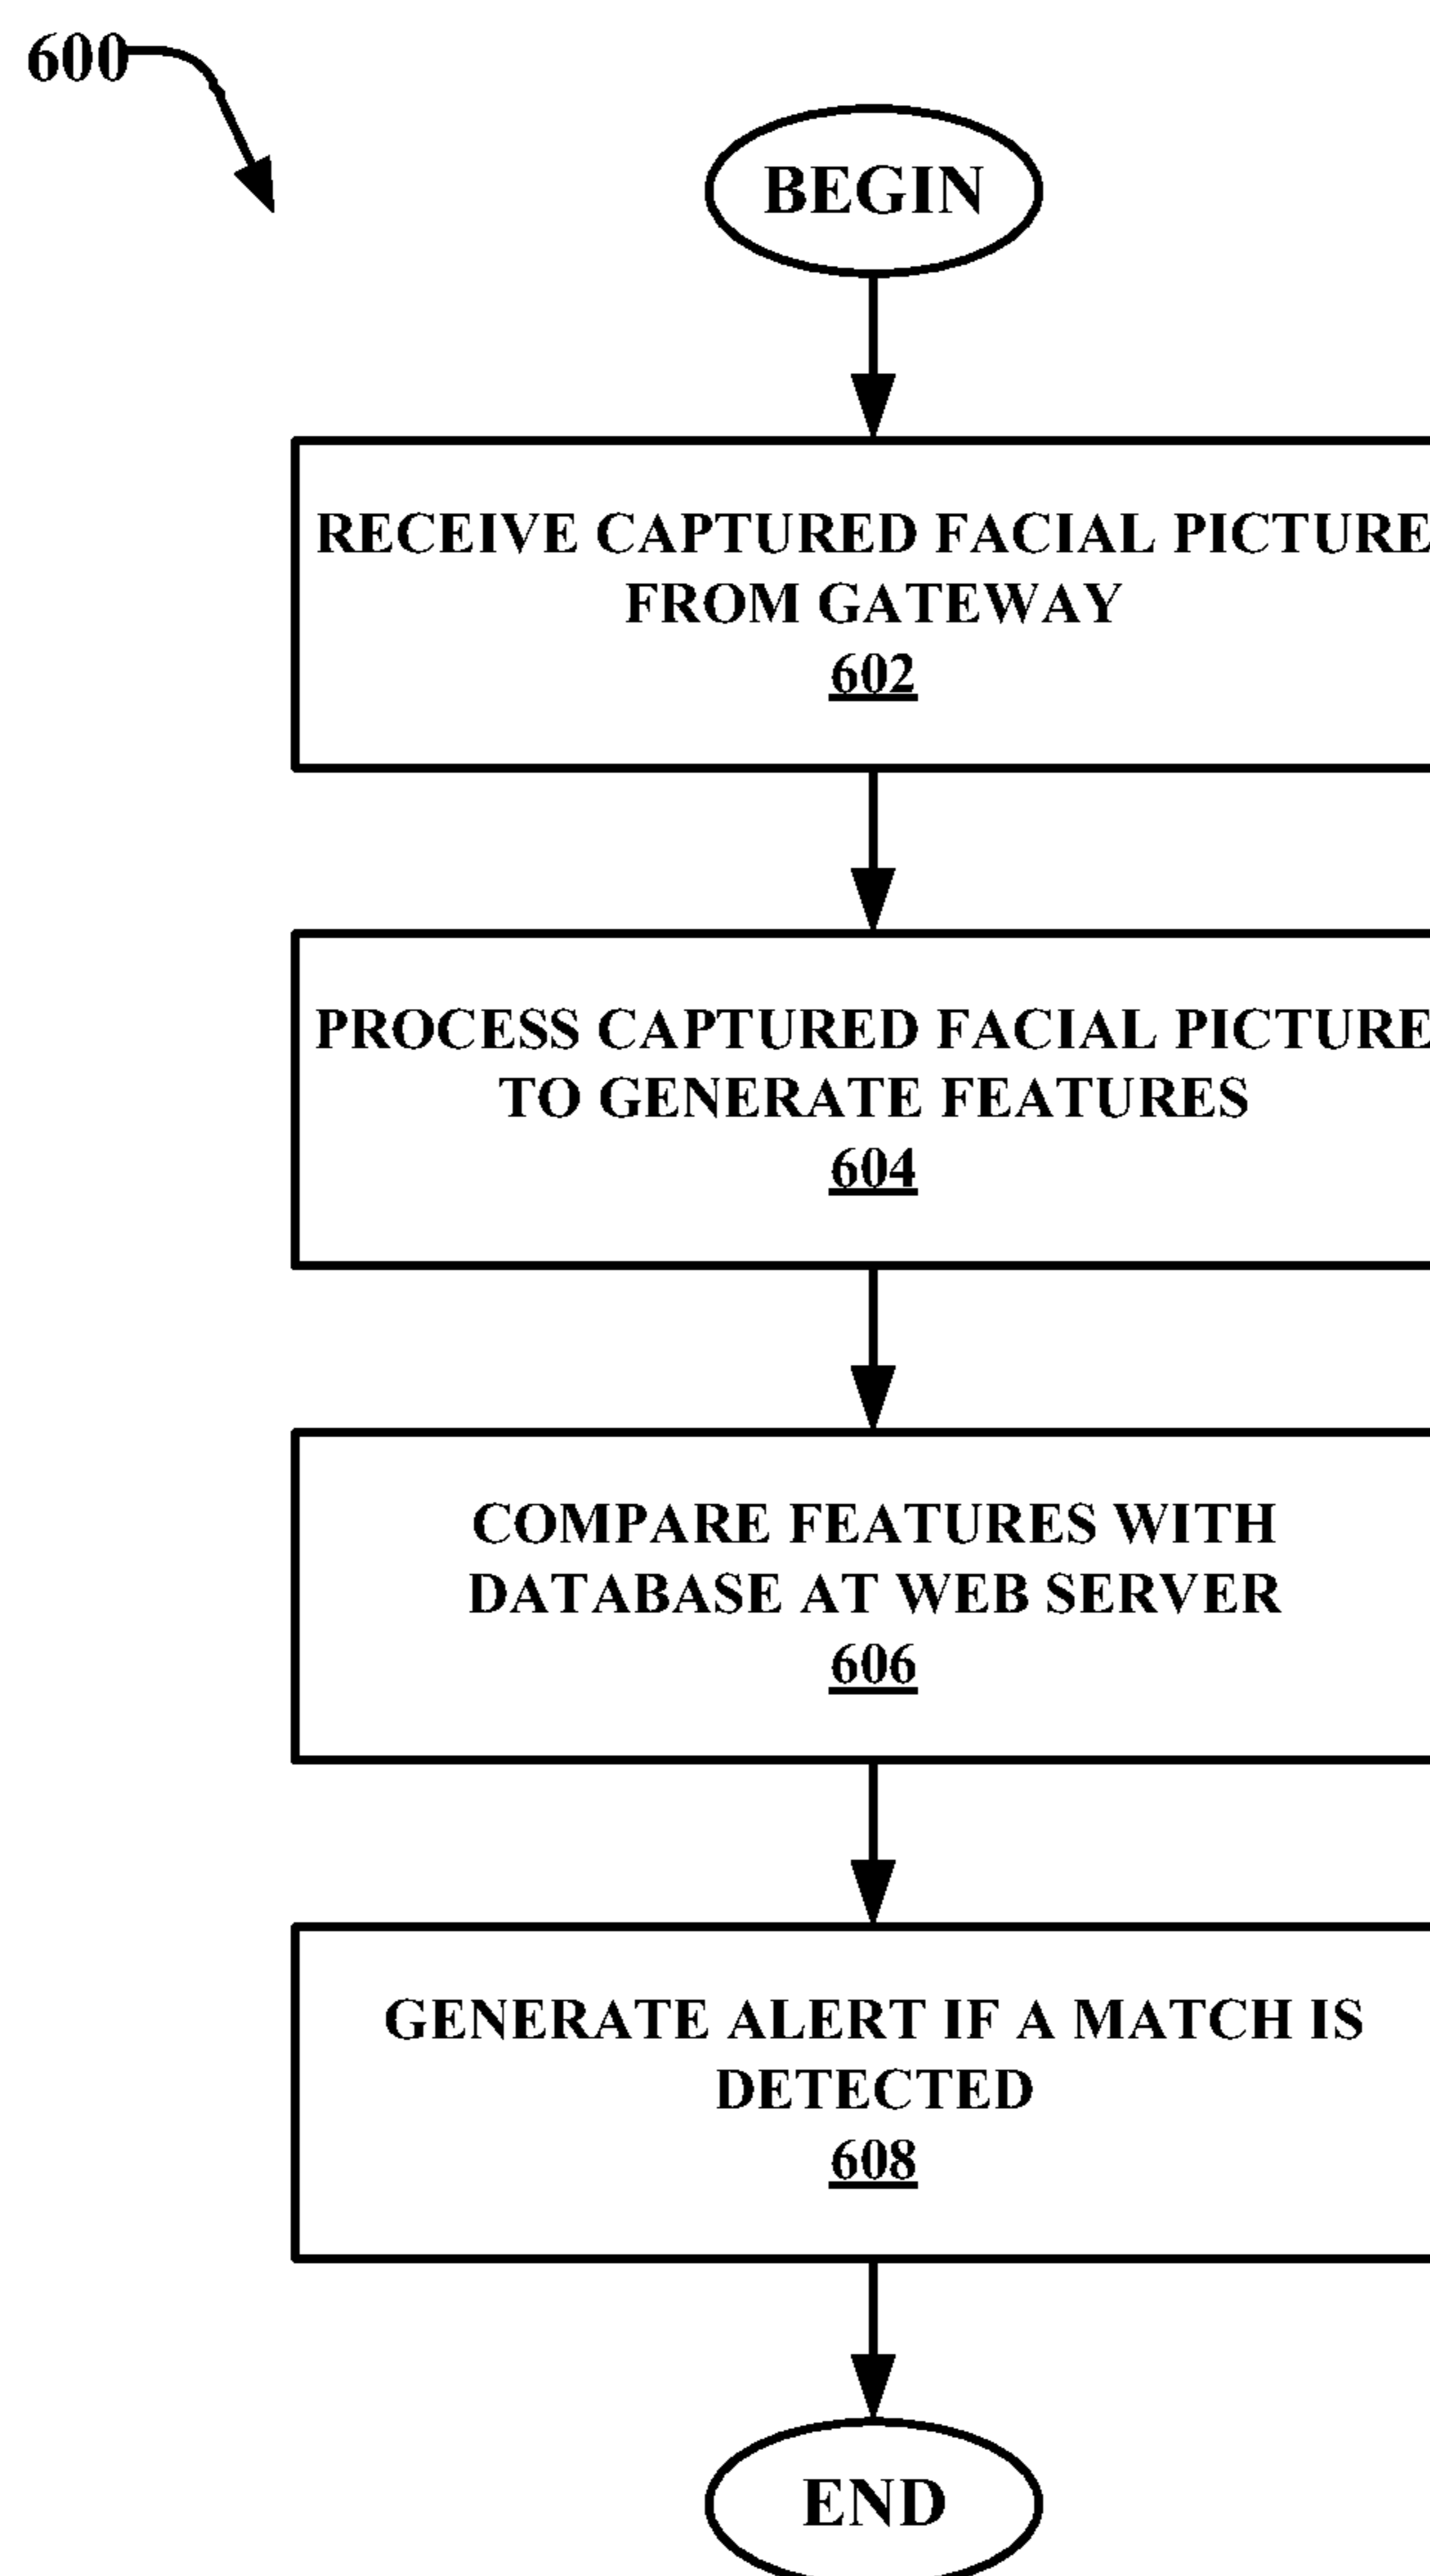 600
BEGIN
RECEIVE CAPTURED FACIAL PICTURE
FROM GATEWAY
602
PROCESS CAPTURED FACIAL PICTURE
TO GENERATE FEATURES
604
COMPARE FEATURES WITH
DATABASE AT WEB SERVER
606
GENERATE ALERT IF A MATCH IS
DETECTED
608
END